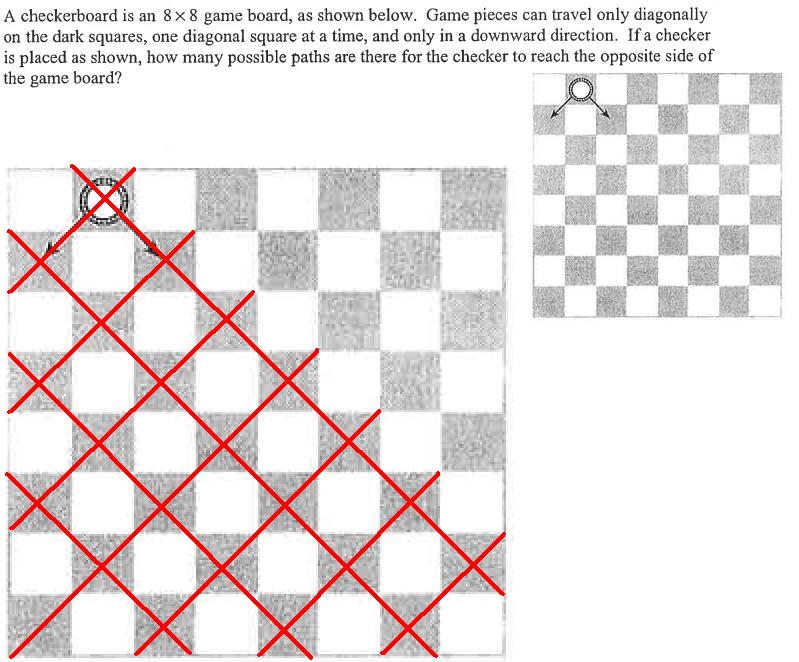 A checkerboard is an 8 × 8 game board, as shown below. Game pieces can travel only diagonally
on the dark squares, one diagonal square at a time, and only in a downward direction. If a checker
is placed as shown, how many possible paths are there for the checker to reach the opposite side of
the game board?